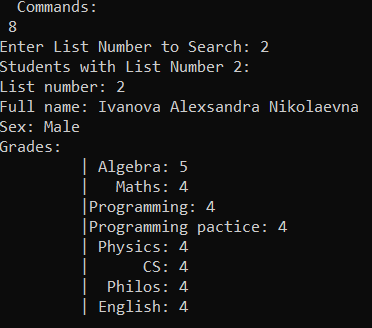 Commands:
8
Enter List Number to Search: 2
Students with List Number 2:
List number: 2
Full name: Ivanova Alexsandra Nikolaevna
Sex: Male
Grades:
| Algebra: 5
| Maths: 4
|Programming: 4
|Programming pactice: 4
| Physics: 4
| CS: 4
| Philos: 4
| English: 4